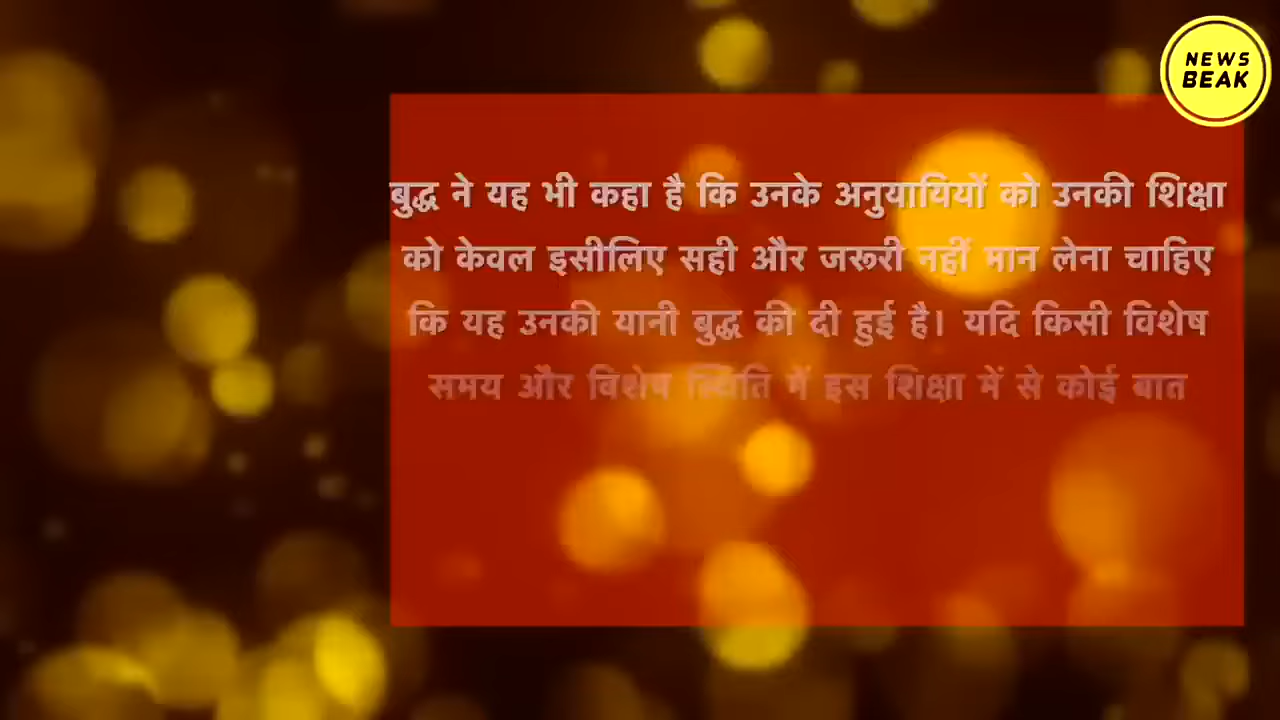 NEWS
BEAK
बुद्ध ने यह भी कहा है कि उनके अनुयायियों को उनकी शिक्षा
को केवल इसीलिए सही और जरूरी नहीं मान लेना चाहिए
कि यह उनकी यानी बुद्ध की दी हुई है। यदि किसी विशेष
समय और विशेष स्थिति में इस शिक्षा में से कोई बात